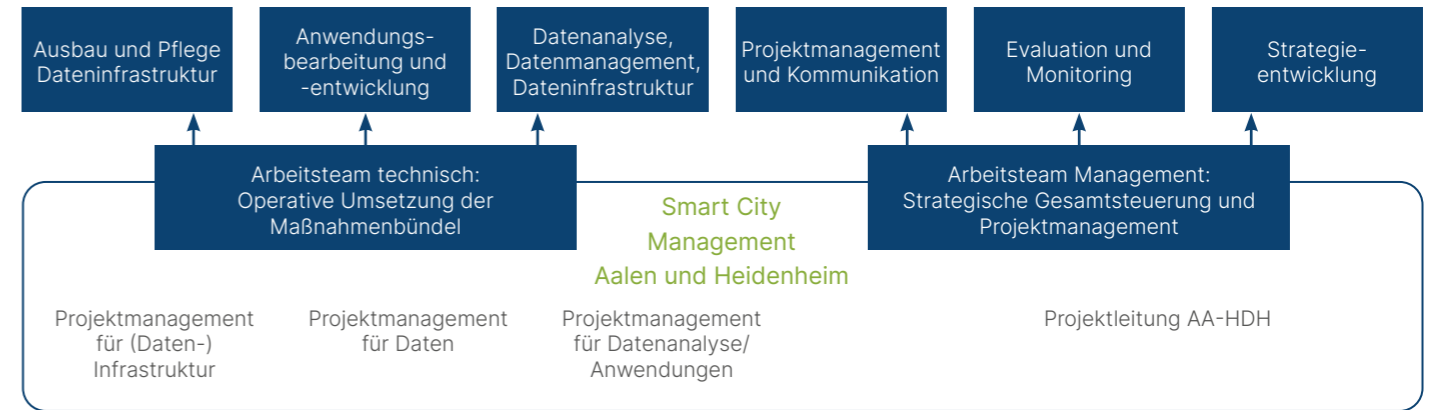 Ausbau und Pflege
Dateninfrastruktur
Anwendungs-
bearbeitung und
-entwicklung
Datenanalyse,
Datenmanagement,
Dateninfrastruktur
Projektmanagement
und Kommunikation
Evaluation und
Monitoring
Strategie-
entwicklung
Arbeitsteam technisch:
Operative Umsetzung der
Maßnahmenbündel
Arbeitsteam Management:
Strategische Gesamtsteuerung und
Projektmanagement
Smart City
Management
Aalen und Heidenheim
Projektmanagement
für (Daten-)
Infrastruktur
Projektmanagement
für Daten
Projektmanagement
für Datenanalyse/
Anwendungen
Projektleitung AA-HDH